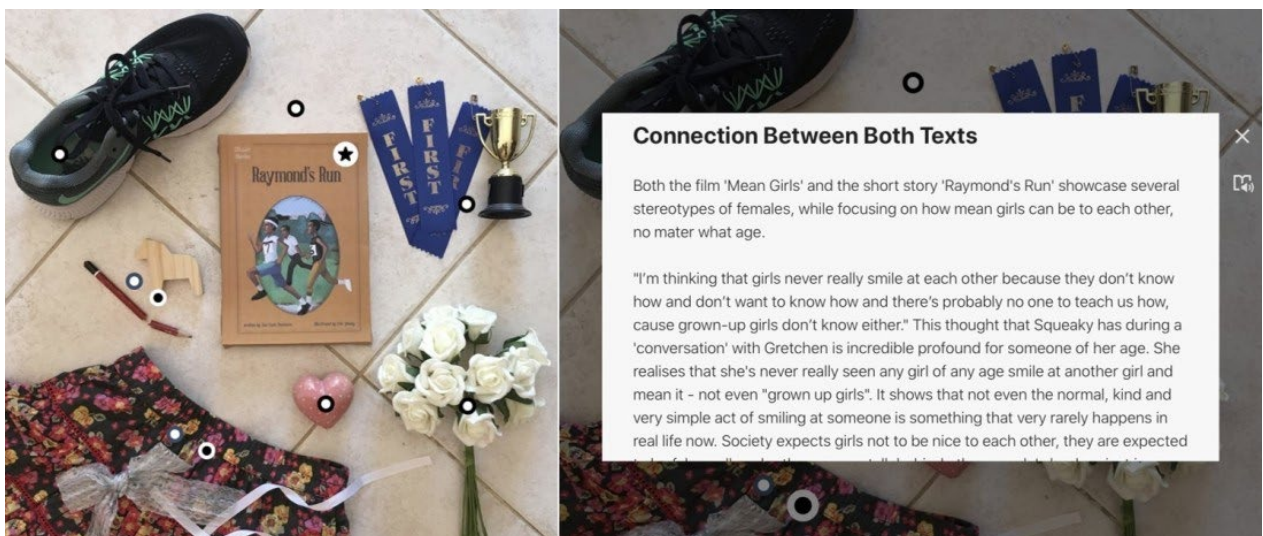 Raymond's Run
FIRST
FIRST
F
F
Connection Between Both Texts
Both the film 'Mean Girls' and the short story 'Raymond's Run' showcase several
stereotypes of females, while focusing on how mean girls can be to each other,
no mater what age.
"I'm thinking that girls never really smile at each other because they don't know
how and don't want to know how and there's probably no one to teach us how,
cause grown-up girls don't know either." This thought that Squeaky has during a
'conversation' with Gretchen is incredible profound for someone of her age. She
realises that she's never really seen any girl of any age smile at another girl and
mean it - not even "grown up girls". It shows that not even the normal, kind and
very simple act of smiling at someone is something that very rarely happens in
real life now. Society expects girls not to be nice to each other, they are expected